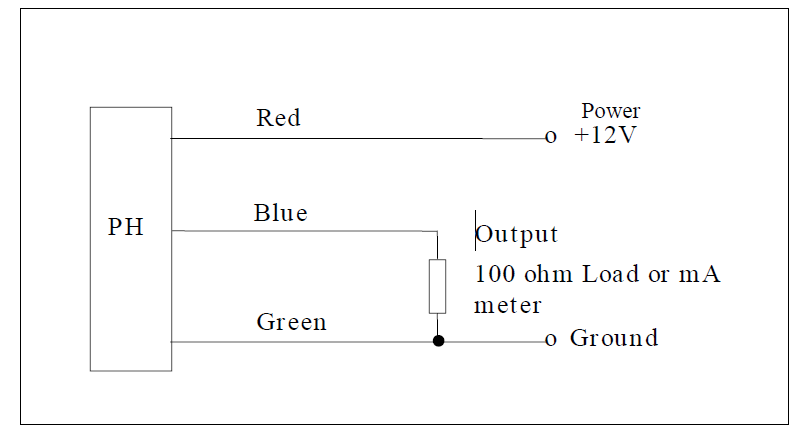 Red
Power
o +12V
PH
Blue
Output
100 ohm Load or mA
meter
Green
o Ground